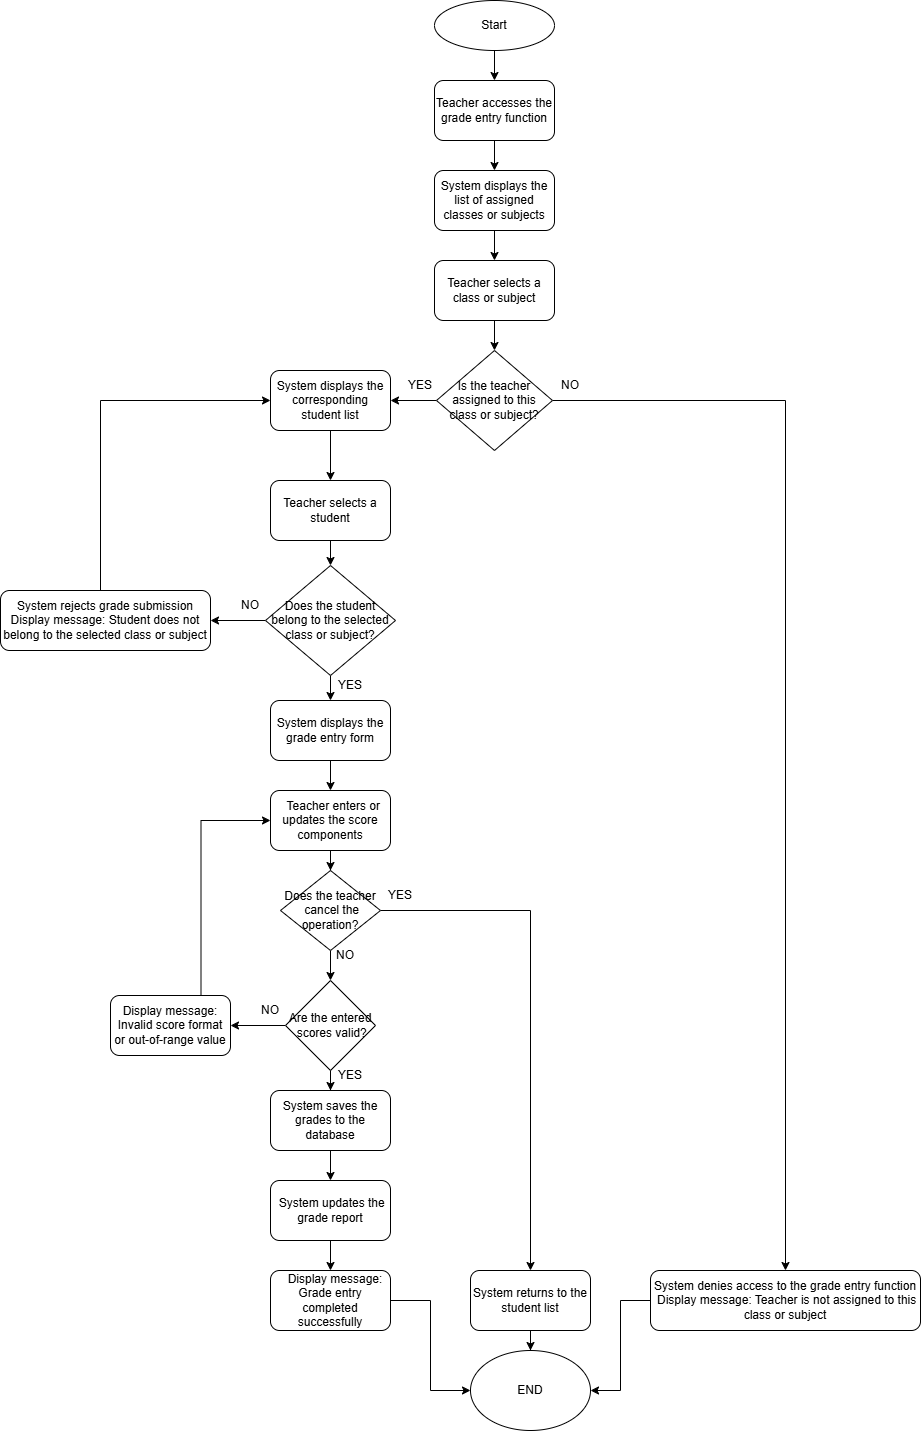 Start
Teacher accesses the
grade entry function
System displays the
list of assigned
classes or subjects
Teacher selects a
class or subject
System displays the
corresponding
student list
YES
Is the teacher
assigned to this
class or subject?
NO
Teacher selects a
student
System rejects grade submission
Display message: Student does not
belong to the selected class or subject
NO
Does the student
belong to the selected
class or subject?
YES
System displays the
grade entry form
Teacher enters or
updates the score
components
Does the teacher
cancel the
operation?
YES
NO
Display message:
Invalid score format
or out-of-range value
NO
Are the entered
scores valid?
YES
System saves the
grades to the
database
System updates the
grade report
Display message:
Grade entry
completed
successfully
System returns to the
student list
System denies access to the grade entry function
Display message: Teacher is not assigned to this
class or subject
END